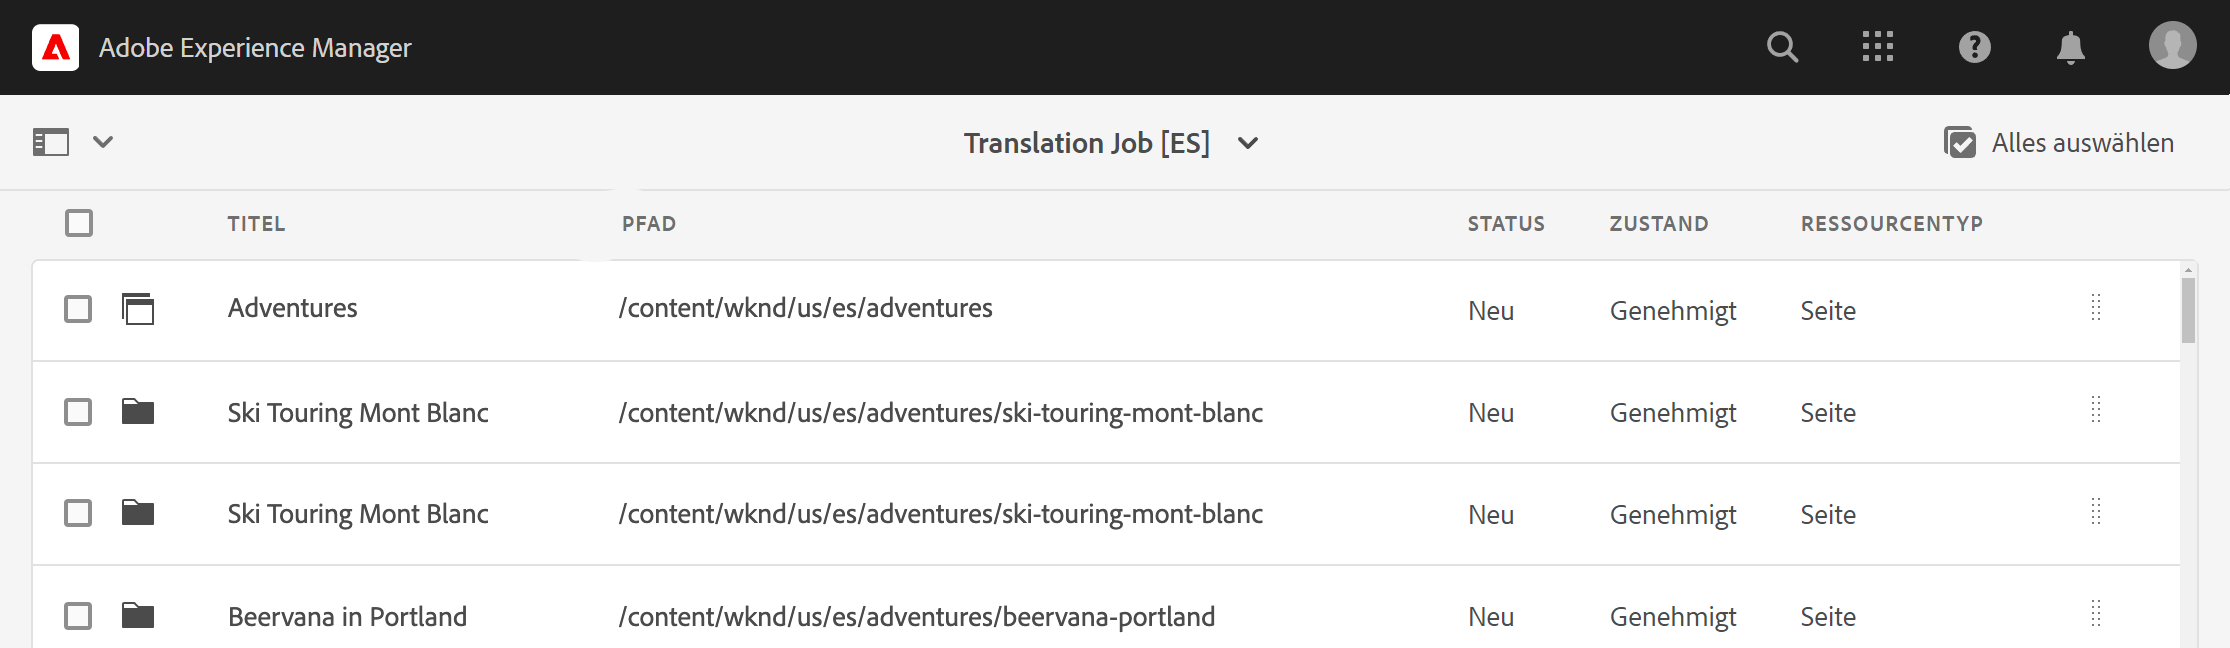 Adobe Experience Manager
Translation Job [ES]
Alles auswählen
TITEL PFAD STATUS ZUSTAND RESSOURCENTYP
Adventures /content/wknd/us/es/adventures Neu Genehmigt Seite
Ski Touring Mont Blanc /content/wknd/us/es/adventures/ski-touring-mont-blanc Neu Genehmigt Seite
Ski Touring Mont Blanc /content/wknd/us/es/adventures/ski-touring-mont-blanc Neu Genehmigt Seite
Beervana in Portland /content/wknd/us/es/adventures/beervana-portland Neu Genehmigt Seite